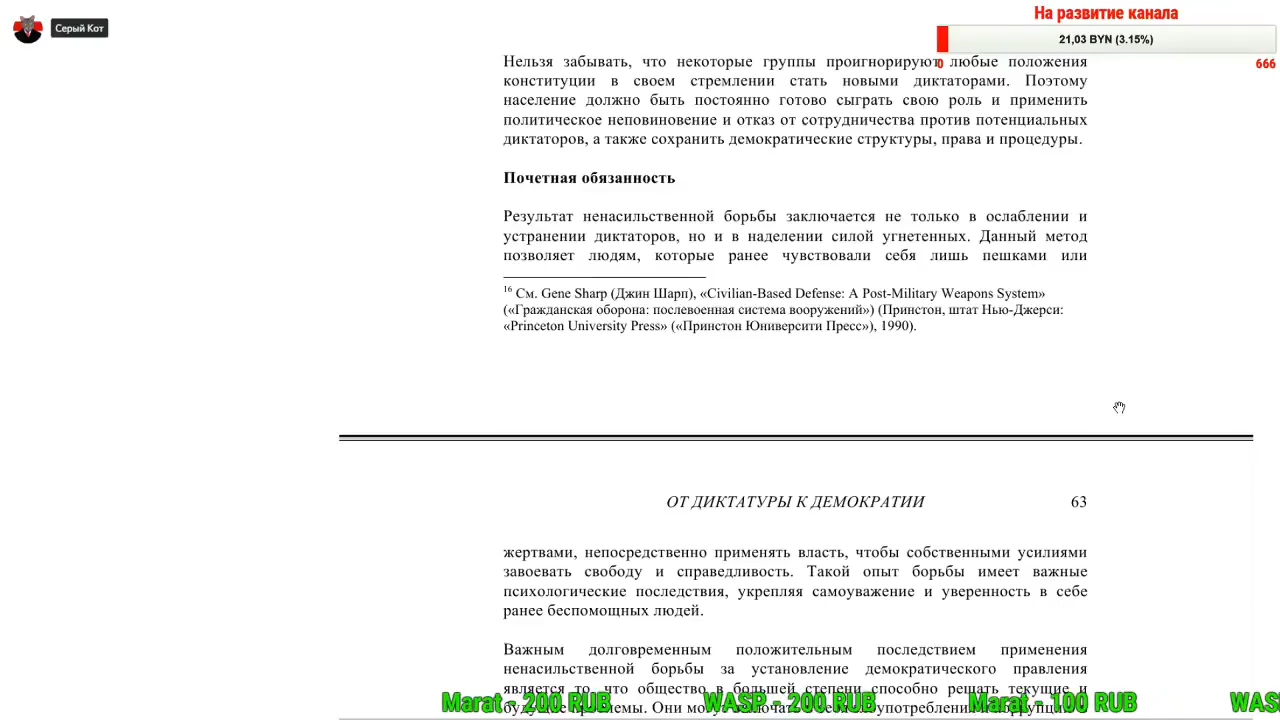 Серый Кот
На развитие канала
21,03 BYN (3.15%)
0
666
Нельзя забывать, что некоторые группы проигнорируют любые положения
конституции в своем стремлении стать новыми диктаторами. Поэтому
население должно быть постоянно готово сыграть свою роль и применить
политическое неповиновение и отказ от сотрудничества против потенциальных
диктаторов, а также сохранить демократические структуры, права и процедуры.
Почетная обязанность
Результат ненасильственной борьбы заключается не только в ослаблении и
устранении диктаторов, но и в наделении силой угнетенных. Данный метод
позволяет людям, которые ранее чувствовали себя лишь пешками или
16 См. Gene Sharp (Джин Шарп), «Civilian-Based Defense: A Post-Military Weapons System»
(«Гражданская оборона: послевоенная система вооружений») (Принстон, штат Нью-Джерси:
«Princeton University Press» («Принстон Юниверсити Пресс»), 1990).
ОТ ДИКТАТУРЫ К ДЕМОКРАТИИ 63
жертвами, непосредственно применять власть, чтобы собственными усилиями
завоевать свободу и справедливость. Такой опыт борьбы имеет важные
психологические последствия, укрепляя самоуважение и уверенность в себе
ранее беспомощных людей.
Важным долговременным положительным последствием применения
ненасильственной борьбы за установление демократического правления
является то, что общество в большей степени способно решать текущие и
Они
Marat - 200 RUB WASP - 200 RUB Marat - 100 RUB WAS